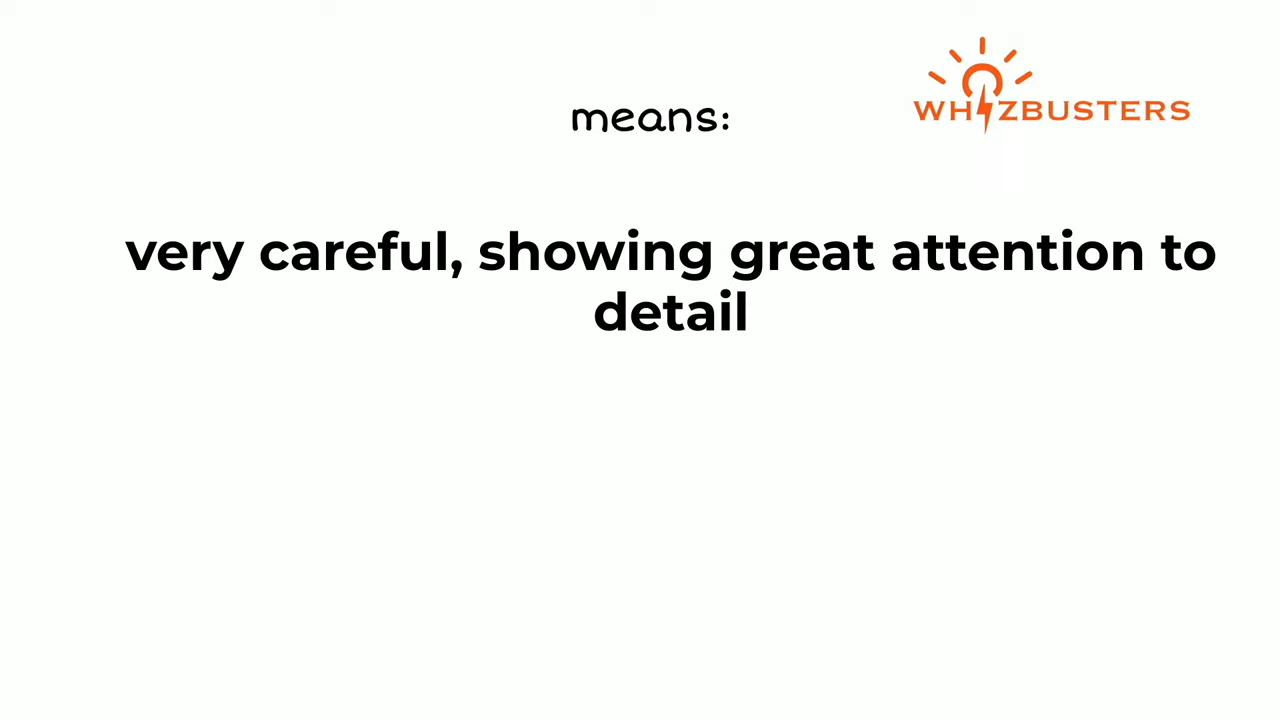 means:
WHIZBUSTERS
very careful, showing great attention to
detail